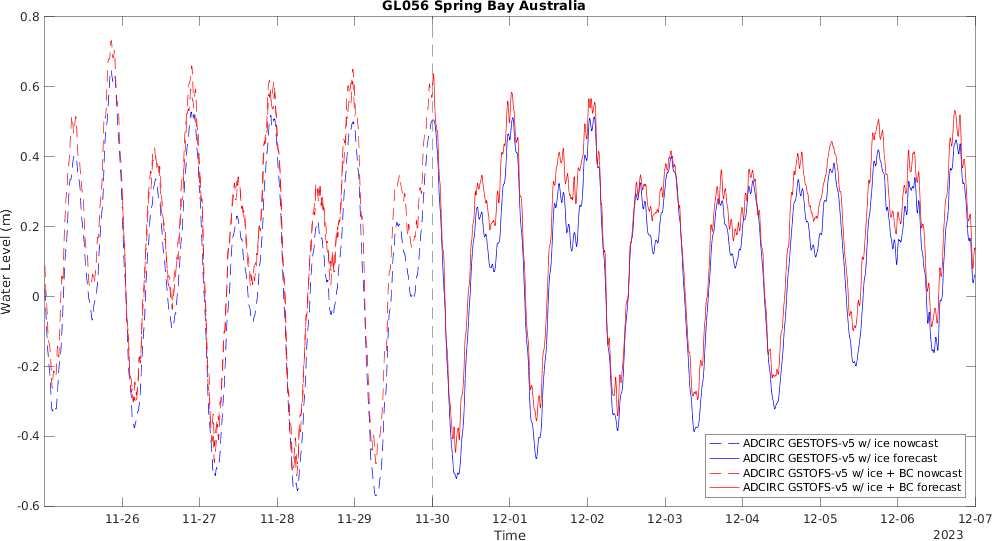 GL056 Spring Bay Australia
0.8
0.6
0.4
0.2
0
-0.2
-0.4
-0.6
Water Level (m)
ADCIRC GESTOFS-v5 w/ ice nowcast
ADCIRC GESTOFS-v5 w/ ice forecast
ADCIRC GSTOFS-v5 w/ ice + BC nowcast
ADCIRC GSTOFS-v5 w/ ice + BC forecast
11-26 11-27 11-28 11-29 11-30 12-01 12-02 12-03 12-04 12-05 12-06 12-07
Time
2023